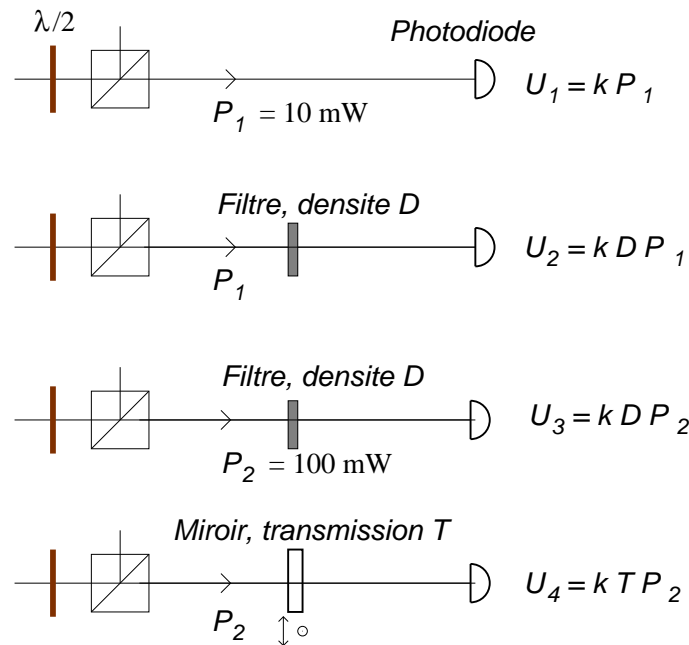 λ/2
Photodiode
P1 = 10 mW
U1 = k P1
Filtre, densite D
P1
U2 = k D P1
Filtre, densite D
P2 = 100 mW
U3 = k D P2
Miroir, transmission T
P2
U4 = k T P2